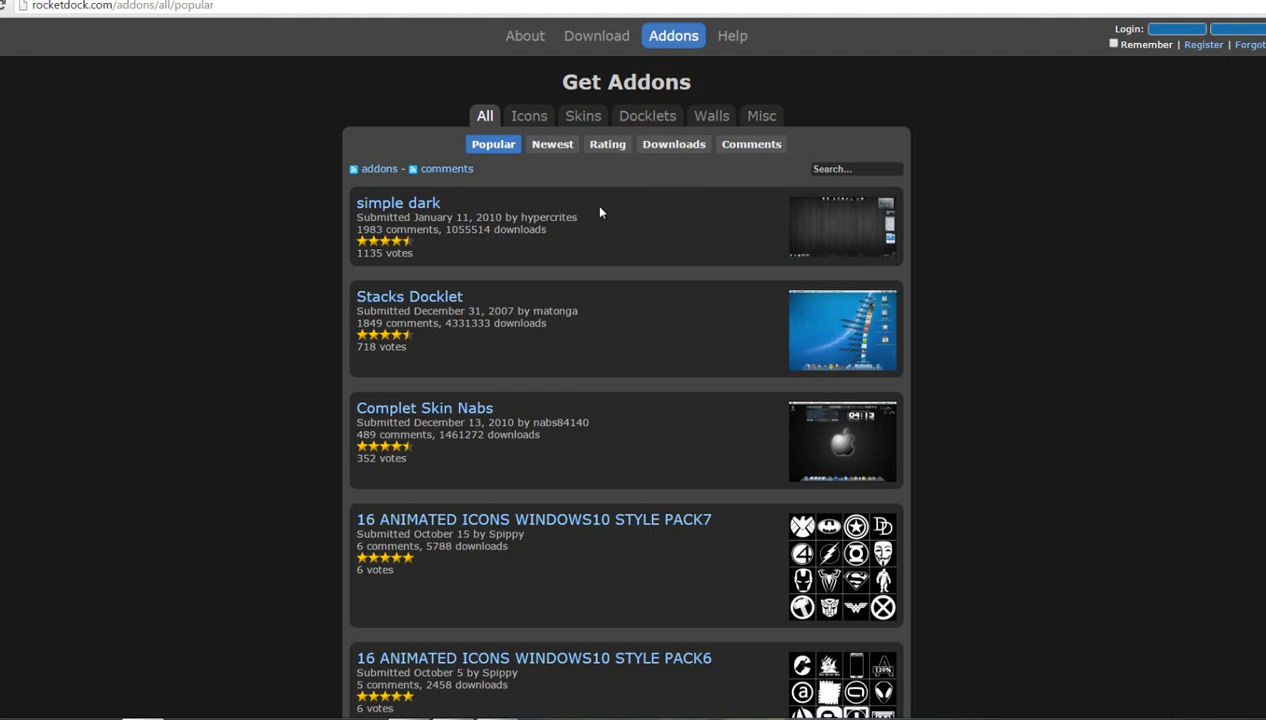 rocketdock.com/addons/all/popular
About Download Addons Help
Login:
Remember | Register | Forgot
Get Addons
All Icons Skins Docklets Walls Misc
Popular Newest Rating Downloads Comments
addons - comments
Search...
simple dark
Submitted January 11, 2010 by hypercrites
1983 comments, 1055514 downloads
1135 votes
Stacks Docklet
Submitted December 31, 2007 by matonga
1849 comments, 4331333 downloads
718 votes
Complet Skin Nabs
Submitted December 13, 2010 by nabs84140
489 comments, 1461272 downloads
352 votes
04:13
16 ANIMATED ICONS WINDOWS10 STYLE PACK7
Submitted October 15 by Spippy
6 comments, 5788 downloads
6 votes
16 ANIMATED ICONS WINDOWS10 STYLE PACK6
Submitted October 5 by Spippy
5 comments, 2458 downloads
6 votes